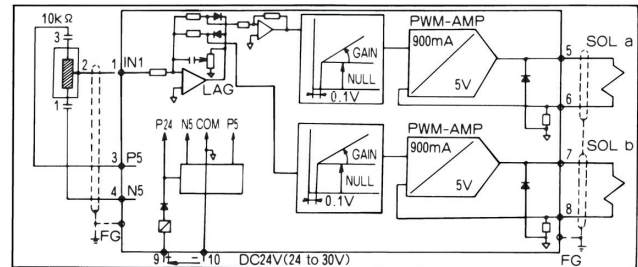 10kΩ
3
2
1
1 IN1
LAG
GAIN
NULL
0.1V
PWM-AMP
900mA
5V
5
SOL a
6
P24
N5
COM
P5
3 P5
4 N5
FG
GAIN
NULL
0.1V
PWM-AMP
900mA
5V
7
SOL b
8
FG
9
+
-
10
DC24V(24 to 30V)